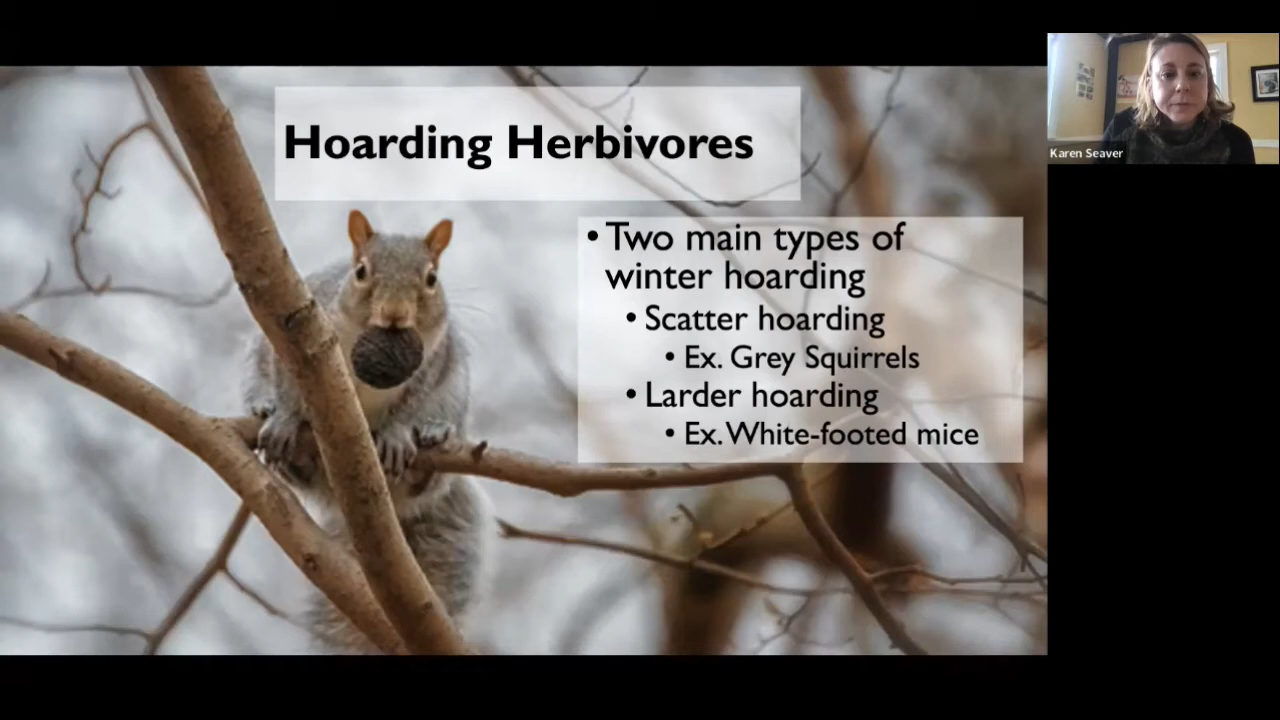 Hoarding Herbivores
• Two main types of
winter hoarding
• Scatter hoarding
• Ex. Grey Squirrels
• Larder hoarding
• Ex. White-footed mice
Karen Seaver